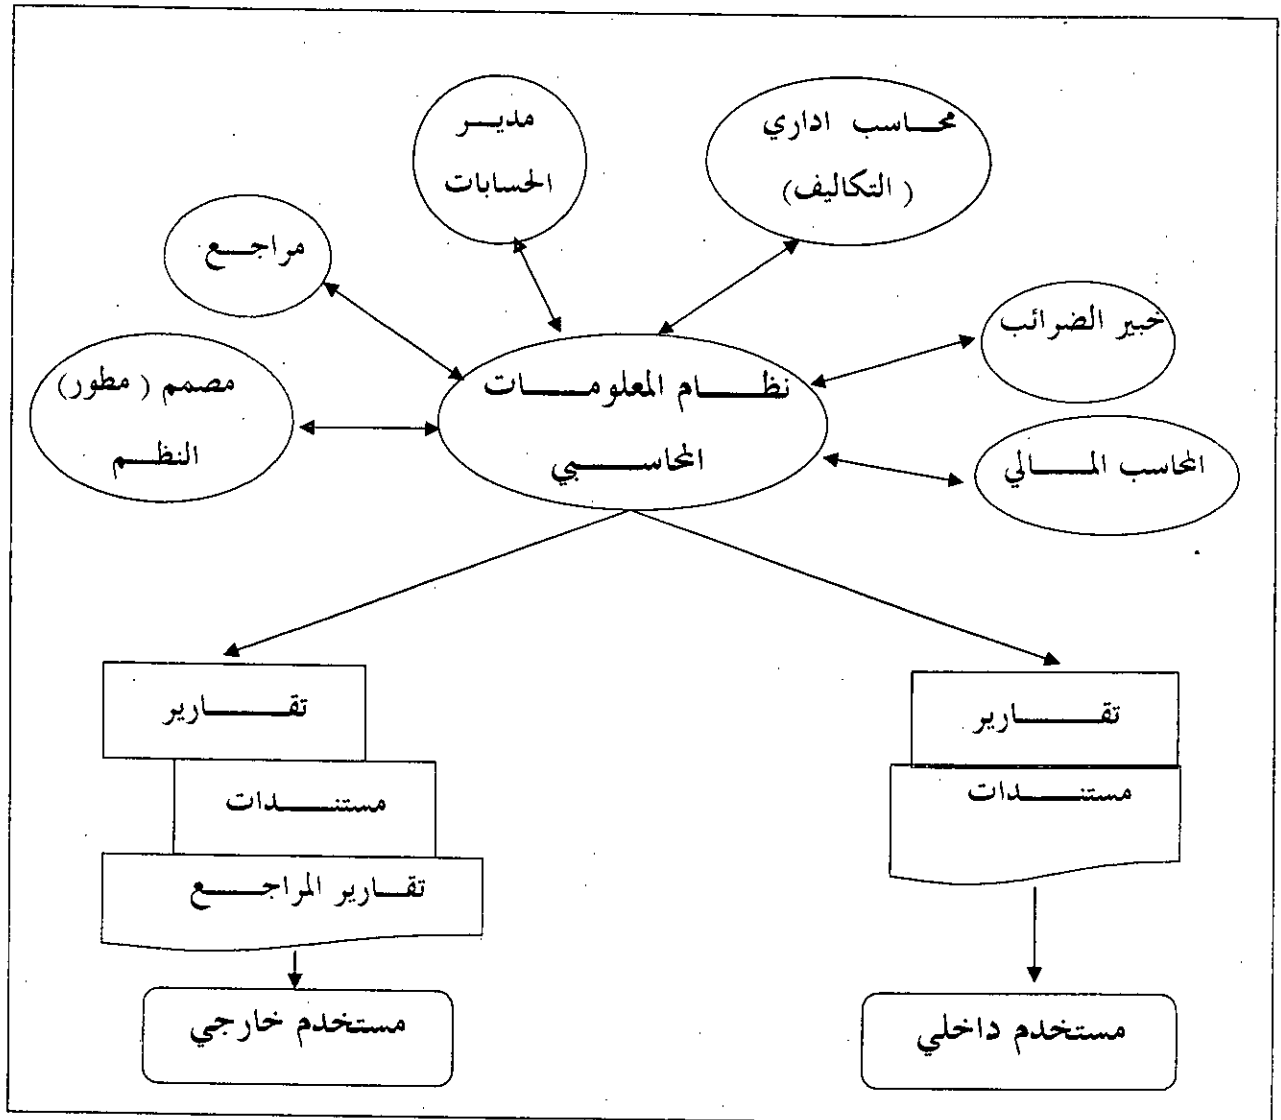 محاسب اداري
( التكاليف)
مدير
الحسابات
مراجع
خبير الضرائب
نظام المعلومات
المحاسبي
مصمم ( مطور)
النظم
المحاسب المالي
تقارير
مستندات
مستخدم داخلي
تقارير
مستندات
تقارير المراجع
مستخدم خارجي